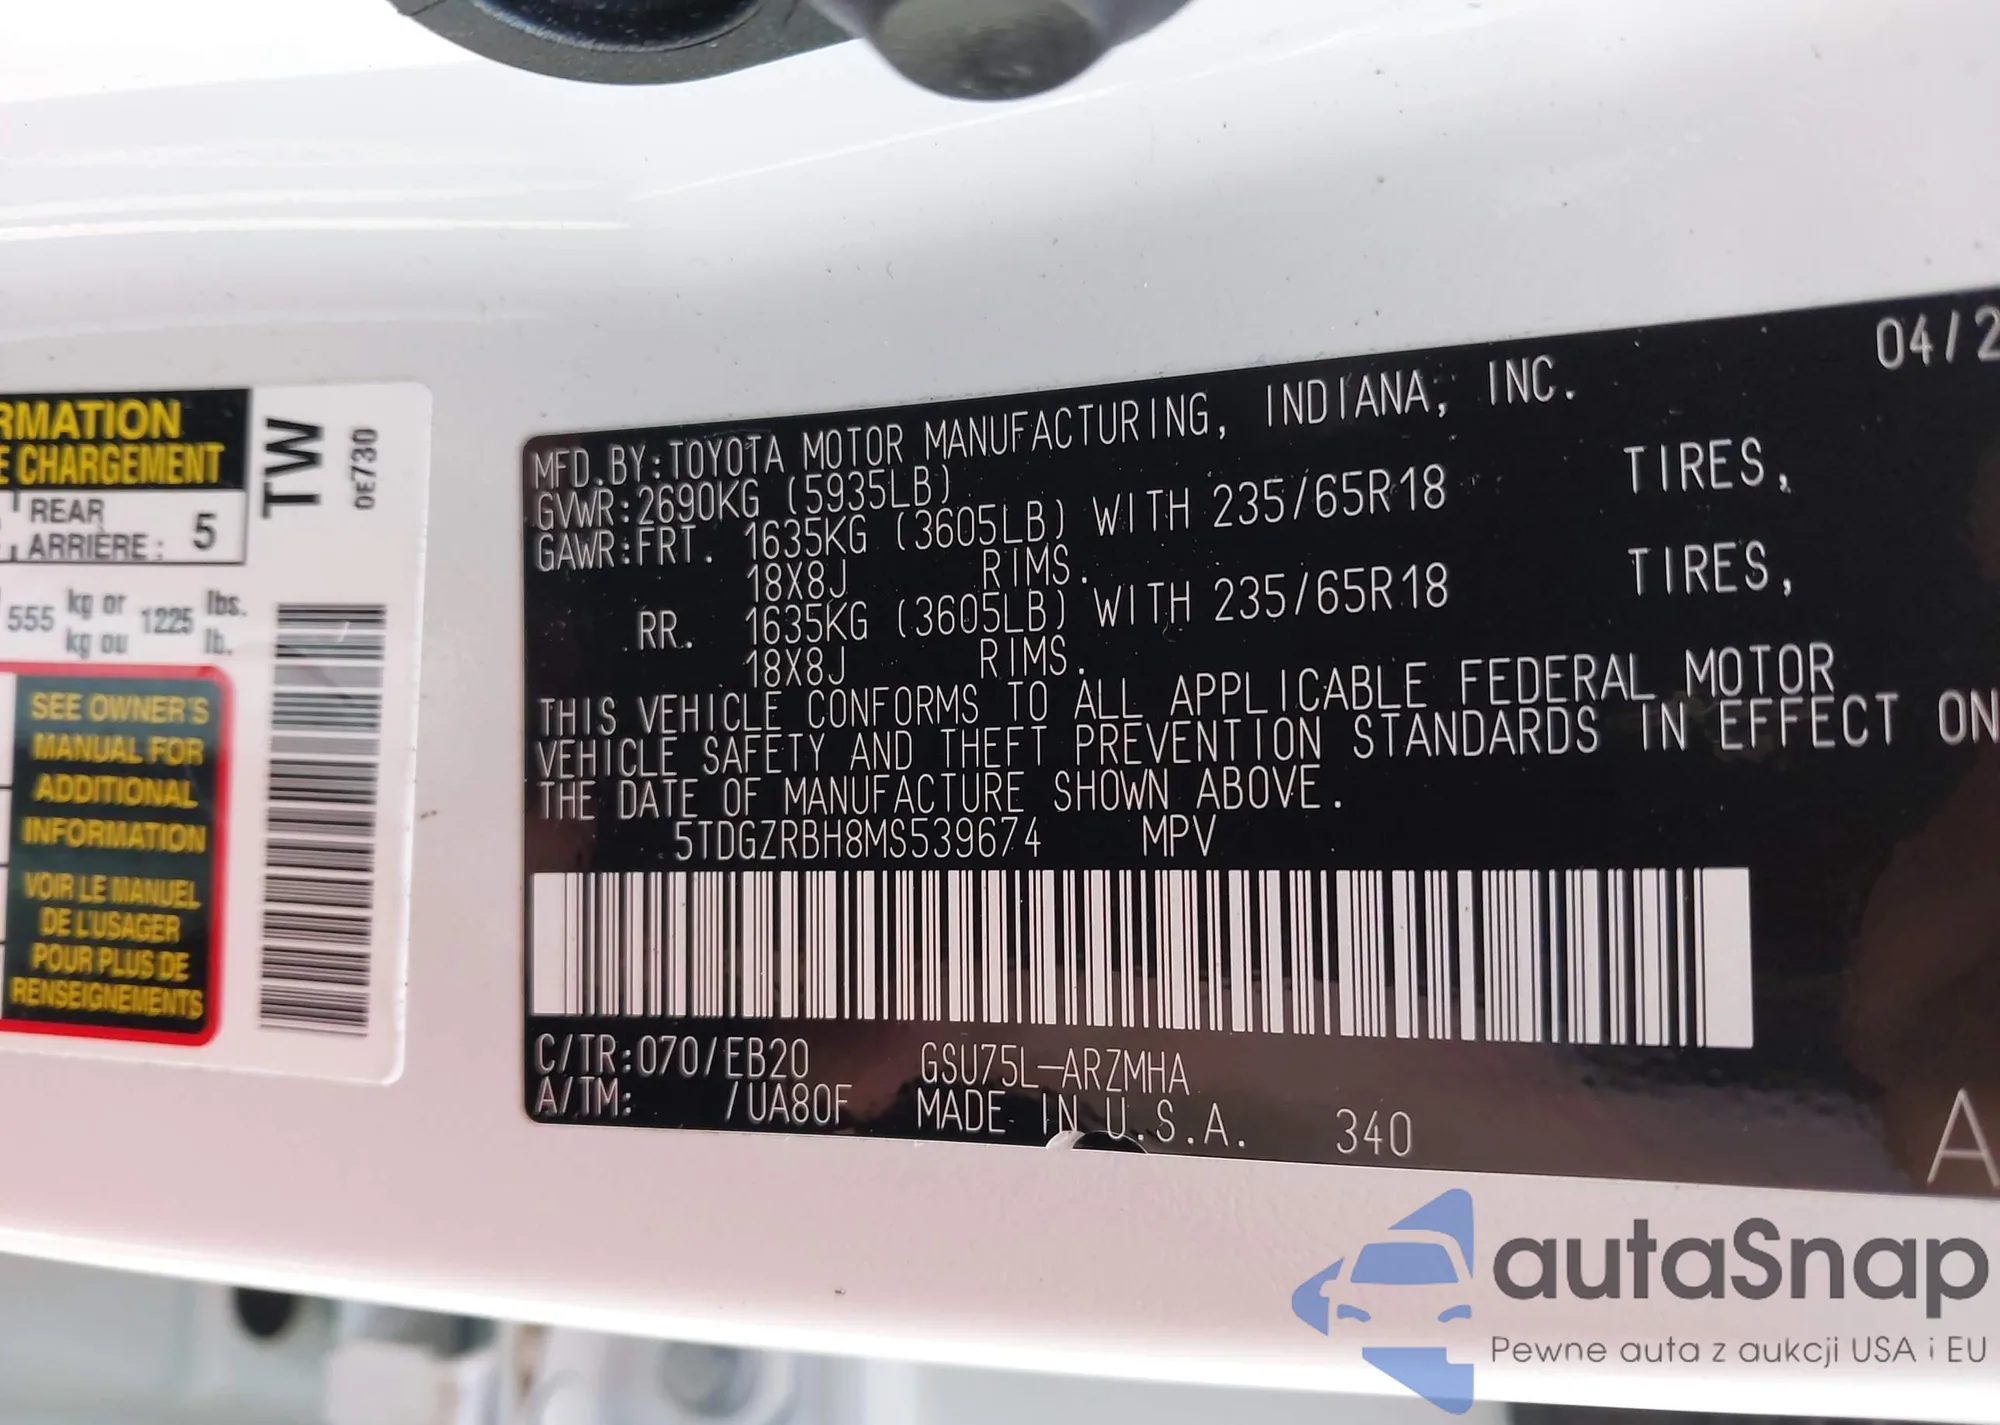 RMATION
E CHARGEMENT
REAR
ARRIÈRE : 5
555 kg or 1225 lbs.
kg ou lb.
SEE OWNER'S
MANUAL FOR
ADDITIONAL
INFORMATION
VOIR LE MANUEL
DE L'USAGER
POUR PLUS DE
RENSEIGNEMENTS
TW
0E730
04/2
MFD.BY:TOYOTA MOTOR MANUFACTURING, INDIANA, INC.
GVWR:2690KG (5935LB)
GAWR:FRT. 1635KG (3605LB) WITH 235/65R18 TIRES,
18X8J RIMS.
RR. 1635KG (3605LB) WITH 235/65R18 TIRES,
18X8J RIMS.
THIS VEHICLE CONFORMS TO ALL APPLICABLE FEDERAL MOTOR
VEHICLE SAFETY AND THEFT PREVENTION STANDARDS IN EFFECT ON
THE DATE OF MANUFACTURE SHOWN ABOVE.
5TDGZRBH8MS539674 MPV
C/TR:070/EB20 GSU75L-ARZMHA
A/TM: /UA80F MADE IN U.S.A. 340
A
autaSnap
Pewne auta z aukcji USA i EU